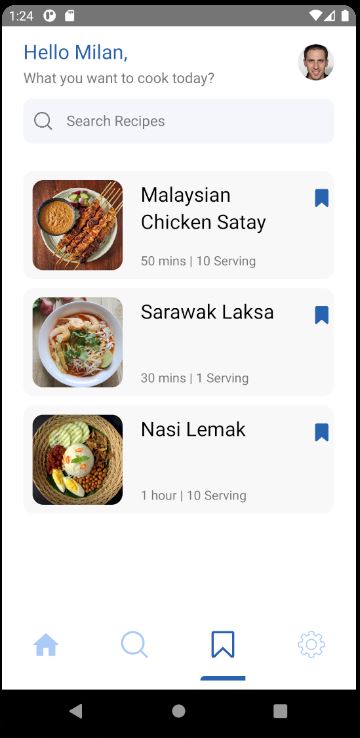 1:24
Hello Milan,
What you want to cook today?
Search Recipes
Malaysian
Chicken Satay
50 mins | 10 Serving
Sarawak Laksa
30 mins | 1 Serving
Nasi Lemak
1 hour | 10 Serving